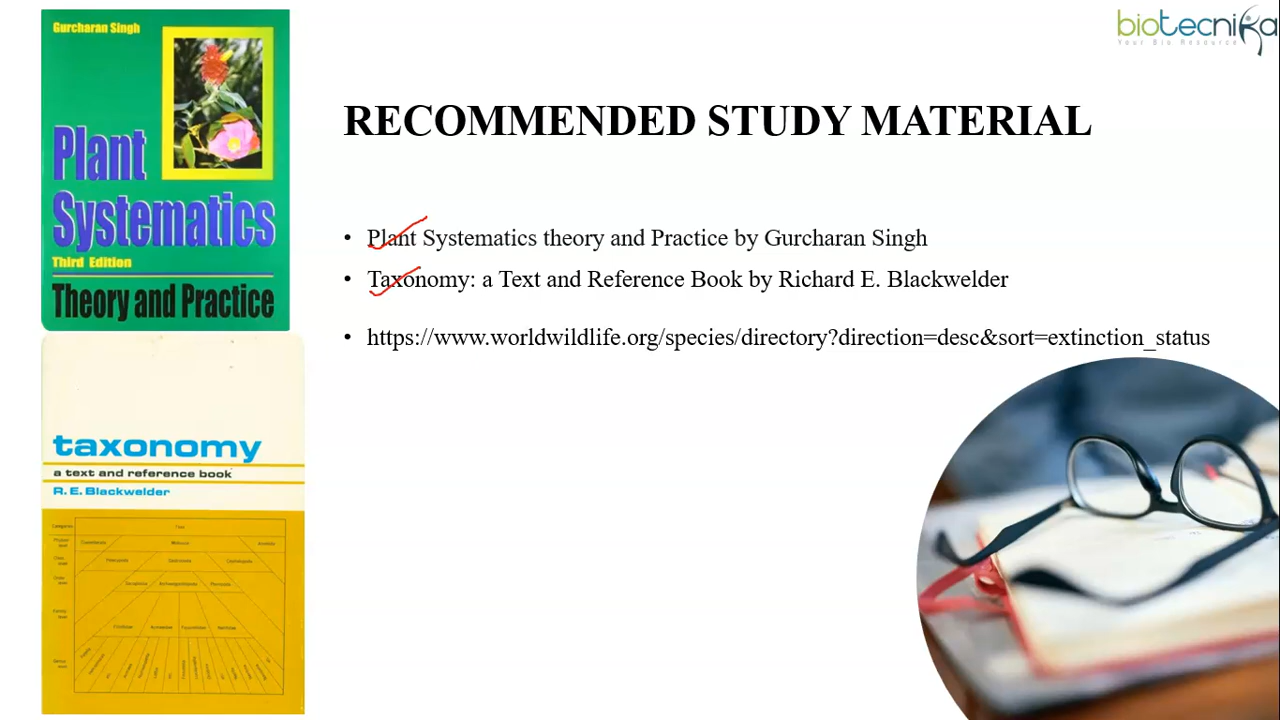 Gurcharan Singh
Plant
Systematics
Third Edition
Theory and Practice
biotecnika
Your Bio Resource
RECOMMENDED STUDY MATERIAL
• Plant Systematics theory and Practice by Gurcharan Singh
• Taxonomy: a Text and Reference Book by Richard E. Blackwelder
• https://www.worldwildlife.org/species/directory?direction=desc&sort=extinction_status
taxonomy
a text and reference book
R. E. Blackwelder